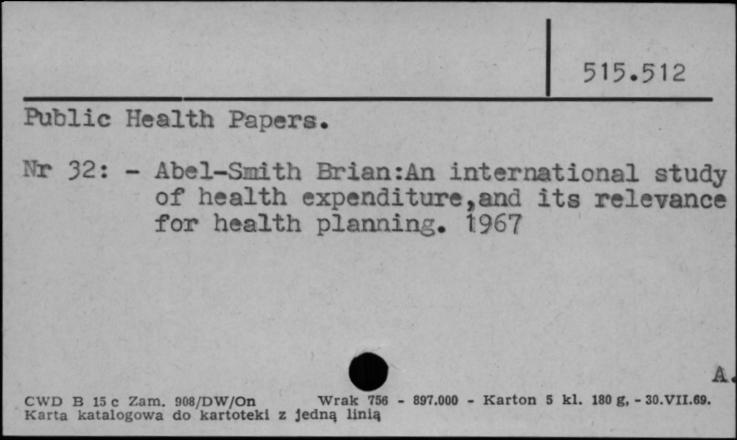 515.512
Public Health Papers.
Nr 32: - Abel-Smith Brian:An international study
of health expenditure,and its relevance
for health planning. 1967
A.
CWD B 15 c Zam. 908/DW/On Wrak 756 - 897.000 - Karton 5 kl. 180 g, - 30.VII.69.
Karta katalogowa do kartoteki z jedną linią